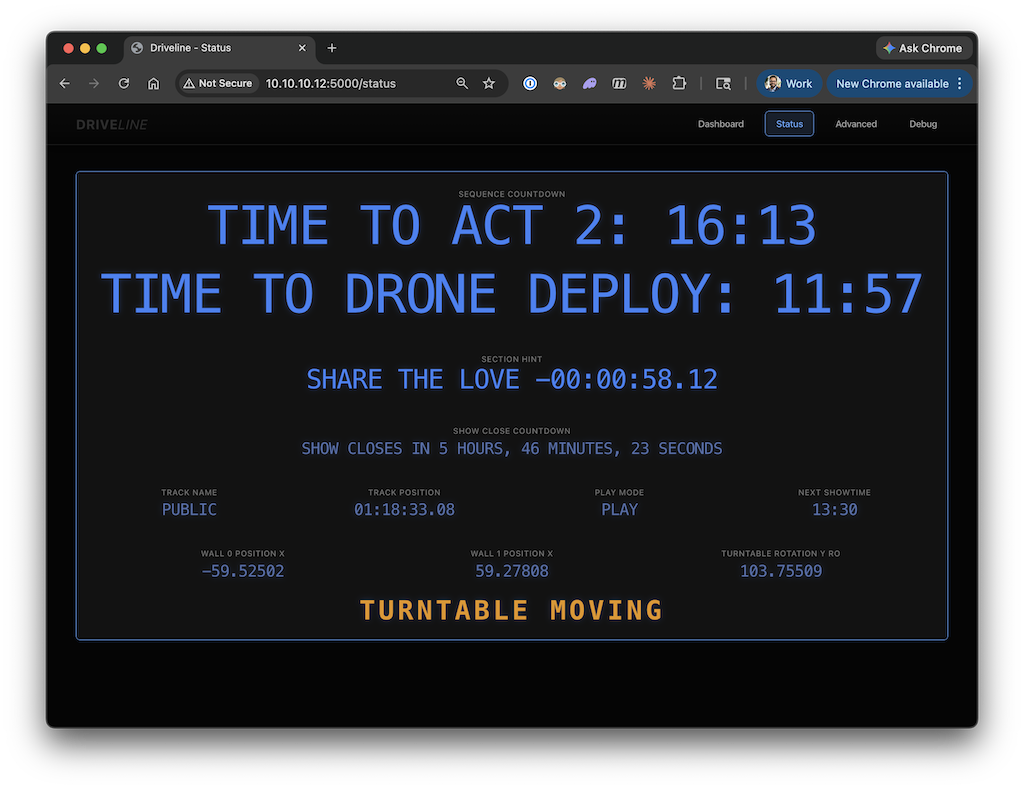 Driveline - Status
Ask Chrome
Not Secure 10.10.10.12:5000/status
Work
New Chrome available
DRIVELINE
Dashboard Status Advanced Debug
SEQUENCE COUNTDOWN
TIME TO ACT 2: 16:13
TIME TO DRONE DEPLOY: 11:57
SECTION HINT
SHARE THE LOVE -00:00:58.12
SHOW CLOSE COUNTDOWN
SHOW CLOSES IN 5 HOURS, 46 MINUTES, 23 SECONDS
TRACK NAME TRACK POSITION PLAY MODE NEXT SHOWTIME
PUBLIC 01:18:33.08 PLAY 13:30
WALL 0 POSITION X WALL 1 POSITION X TURNTABLE ROTATION Y RO
-59.52502 59.27808 103.75509
TURNTABLE MOVING